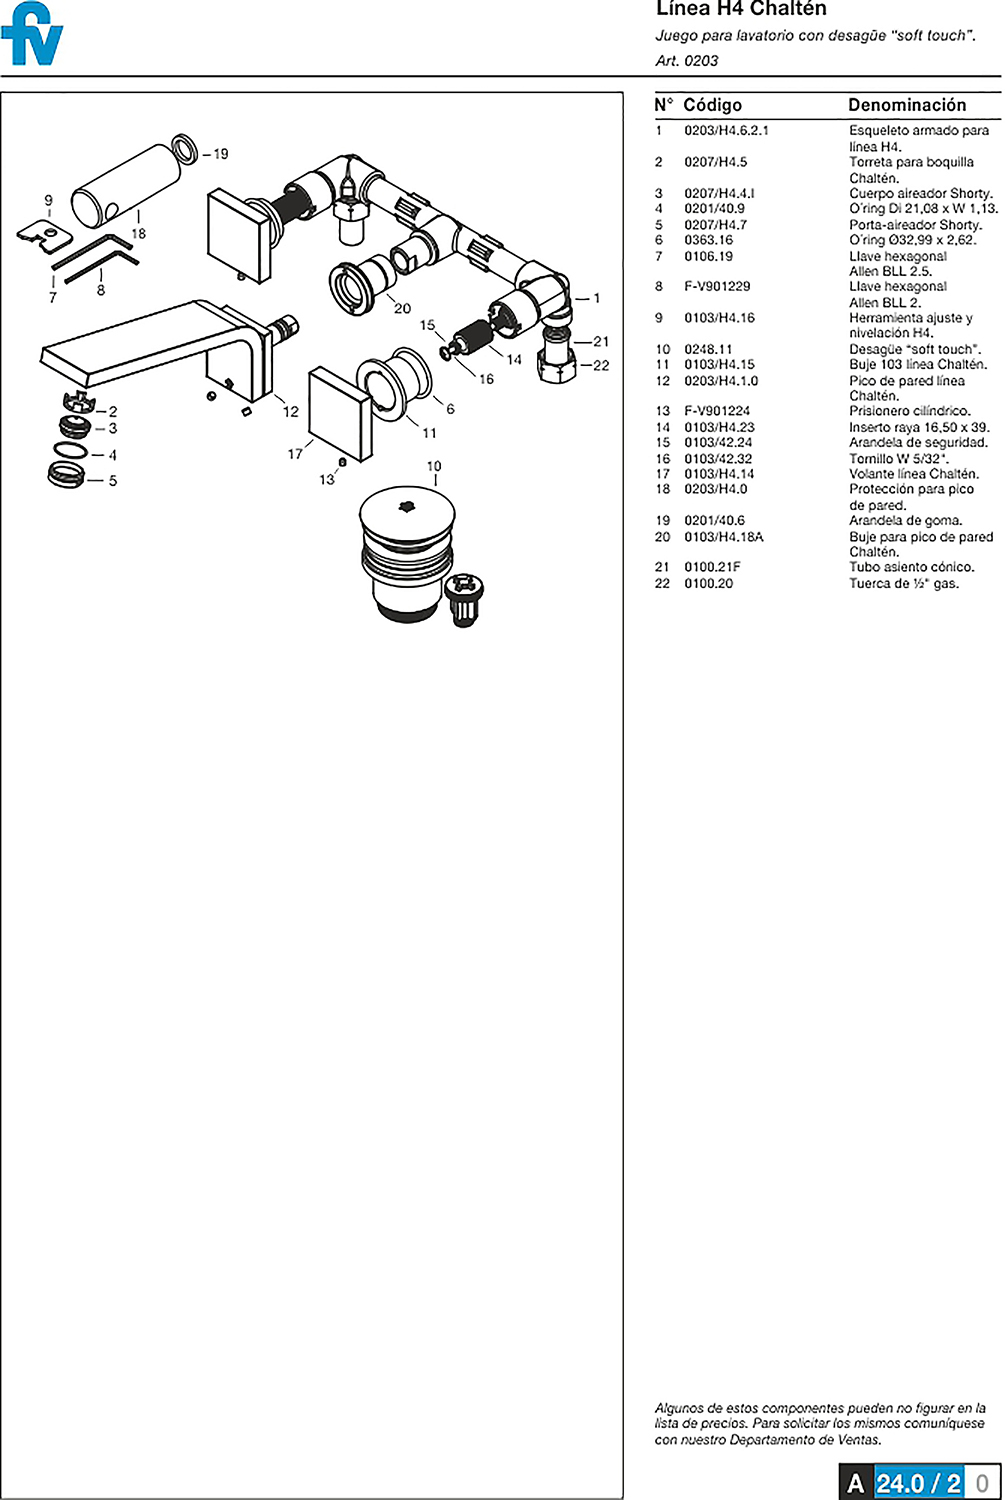 fv
Línea H4 Chaltén
Juego para lavatorio con desagüe “soft touch”.
Art. 0203
N° Código Denominación
1 0203/H4.6.2.1 Esqueleto armado para
línea H4.
2 0207/H4.5 Torreta para boquilla
Chaltén.
3 0207/H4.4.I Cuerpo aireador Shorty.
4 0201/40.9 O´ring Di 21,08 x W 1,13.
5 0207/H4.7 Porta-aireador Shorty.
6 0363.16 O´ring Ø32,99 x 2,62.
7 0106.19 Llave hexagonal
Allen BLL 2.5.
8 F-V901229 Llave hexagonal
Allen BLL 2.
9 0103/H4.16 Herramienta ajuste y
nivelación H4.
10 0248.11 Desagüe “soft touch”.
11 0103/H4.15 Buje 103 línea Chaltén.
12 0203/H4.1.0 Pico de pared línea
Chaltén.
13 F-V901224 Prisionero cilíndrico.
14 0103/H4.23 Inserto raya 16,50 x 39.
15 0103/42.24 Arandela de seguridad.
16 0103/42.32 Tornillo W 5/32".
17 0103/H4.14 Volante línea Chaltén.
18 0203/H4.0 Protección para pico
de pared.
19 0201/40.6 Arandela de goma.
20 0103/H4.18A Buje para pico de pared
Chaltén.
21 0100.21F Tubo asiento cónico.
22 0100.20 Tuerca de ½" gas.
19
9
18
7
8
20
1
15
14
16
21
22
6
11
12
2
3
4
5
17
13
10
Algunos de estos componentes pueden no figurar en la
lista de precios. Para solicitar los mismos comuníquese
con nuestro Departamento de Ventas.
A 24.0 / 2 0